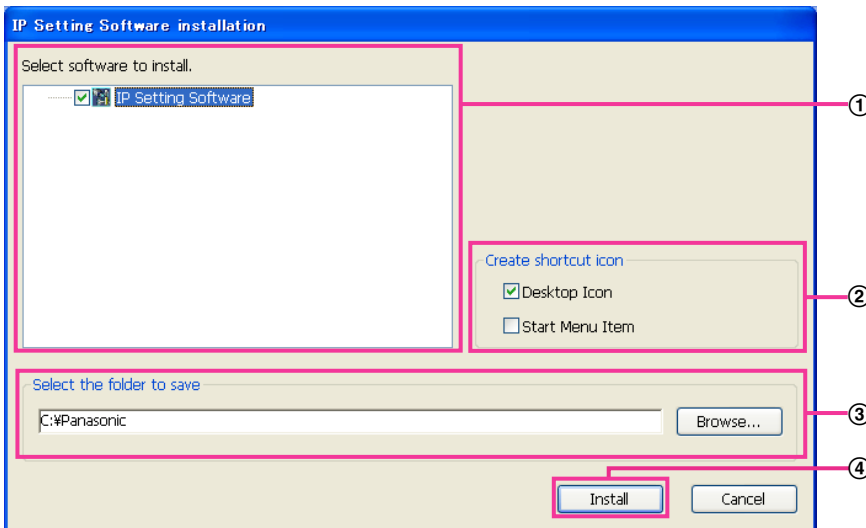 IP Setting Software installation
Select software to install.
IP Setting Software
①
Create shortcut icon
Desktop Icon
Start Menu Item
②
Select the folder to save
C:¥Panasonic
Browse...
③
④
Install
Cancel